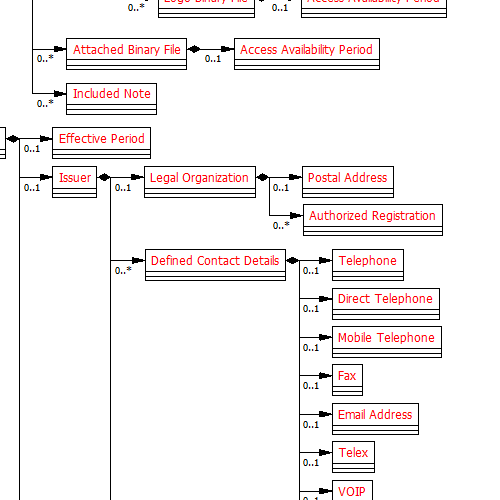 Logo Binary File
Access Availability Period
0..*
0..1
Attached Binary File
Access Availability Period
0..*
0..1
Included Note
0..*
Effective Period
0..1
Issuer
Legal Organization
Postal Address
0..1
0..1
0..1
Authorized Registration
0..*
Defined Contact Details
Telephone
0..*
0..1
Direct Telephone
0..1
Mobile Telephone
0..1
Fax
0..1
Email Address
0..1
Telex
0..1
VOIP
0..1